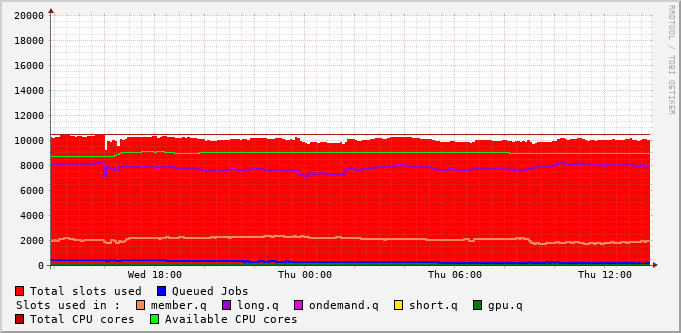 RRDTOOL / TOBI OETIKER
20000
18000
16000
14000
12000
10000
8000
6000
4000
2000
0
Wed 18:00 Thu 00:00 Thu 06:00 Thu 12:00
Total slots used Queued Jobs
Slots used in : member.q long.q ondemand.q short.q gpu.q
Total CPU cores Available CPU cores